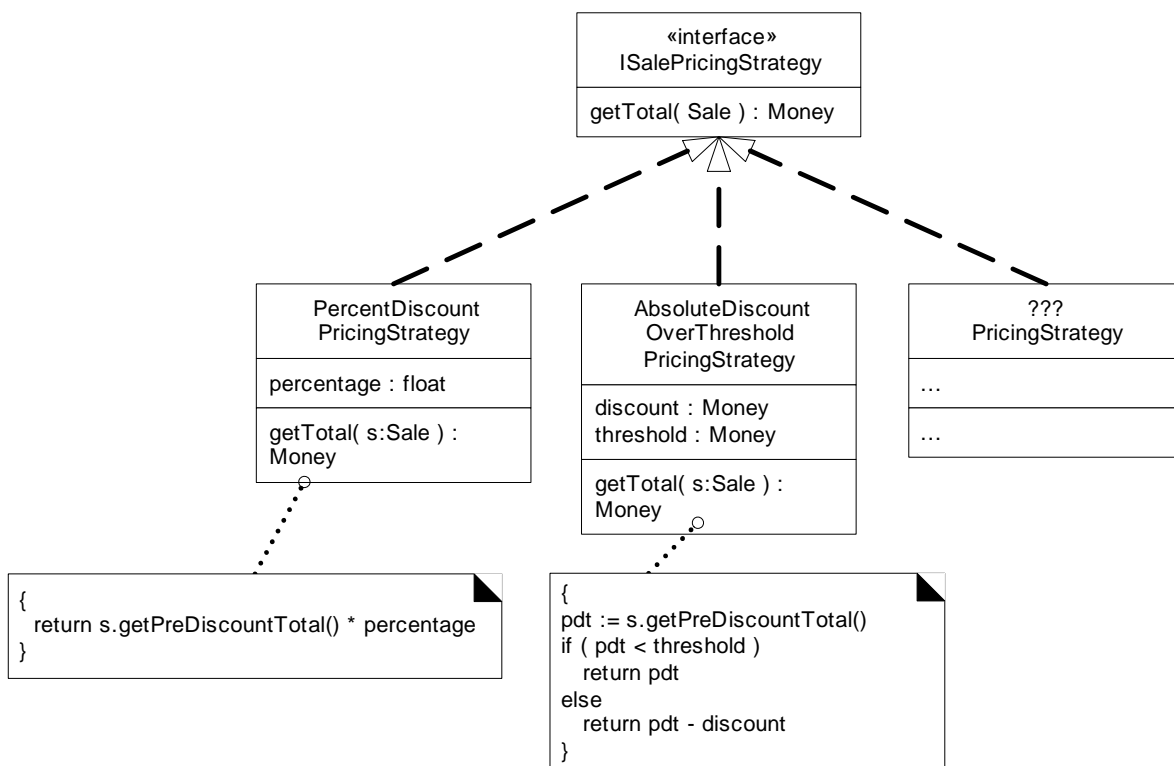 «interface»
ISalePricingStrategy
getTotal( Sale ) : Money
PercentDiscount
PricingStrategy
percentage : float
getTotal( s:Sale ) :
Money
AbsoluteDiscount
OverThreshold
PricingStrategy
discount : Money
threshold : Money
getTotal( s:Sale ) :
Money
???
PricingStrategy
...
...
{
return s.getPreDiscountTotal() * percentage
}
{
pdt := s.getPreDiscountTotal()
if ( pdt < threshold )
return pdt
else
return pdt - discount
}